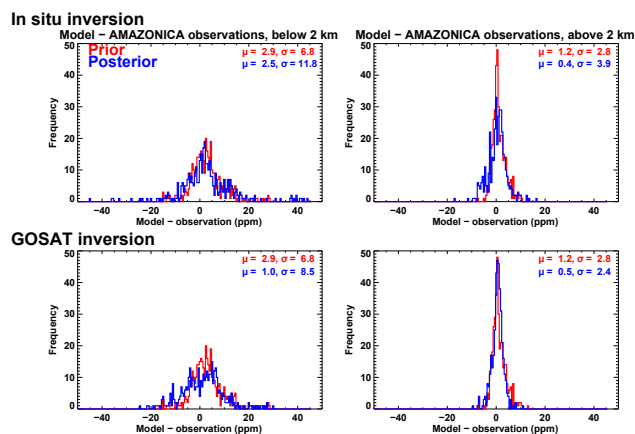 In situ inversion
Model − AMAZONICA observations, below 2 km
Prior
Posterior
μ = 2.9, σ = 6.8
μ = 2.5, σ = 11.8
50
40
30
20
10
0
Frequency
−40 −20 0 20 40
Model − observation (ppm)
Model − AMAZONICA observations, above 2 km
μ = 1.2, σ = 2.8
μ = 0.4, σ = 3.9
50
40
30
20
10
0
Frequency
−40 −20 0 20 40
Model − observation (ppm)
GOSAT inversion
μ = 2.9, σ = 6.8
μ = 1.0, σ = 8.5
50
40
30
20
10
0
Frequency
−40 −20 0 20 40
Model − observation (ppm)
μ = 1.2, σ = 2.8
μ = 0.5, σ = 2.4
50
40
30
20
10
0
Frequency
−40 −20 0 20 40
Model − observation (ppm)